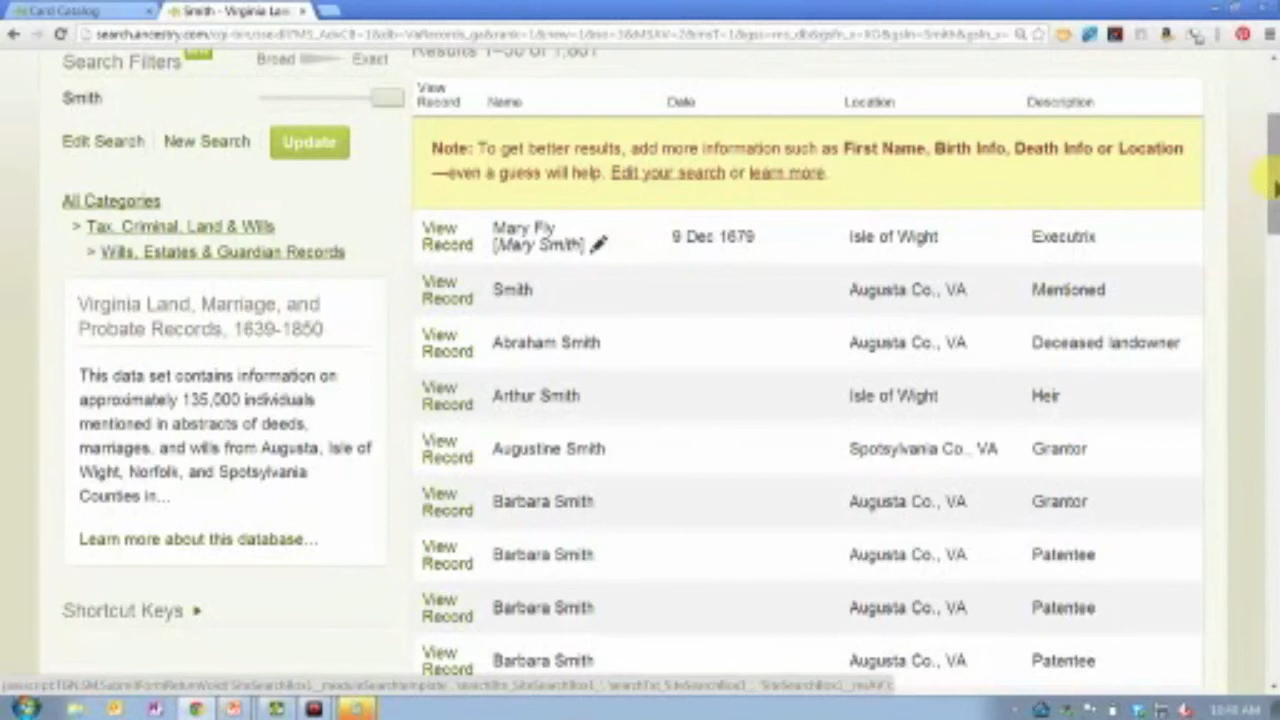 Card Catalog
Smith - Virginia Lan
Search Filters
Broad Exact
Smith
Edit Search New Search Update
All Categories
> Tax, Criminal, Land & Wills
> Wills, Estates & Guardian Records
Virginia Land, Marriage, and
Probate Records, 1639-1850
This data set contains information on
approximately 135,000 individuals
mentioned in abstracts of deeds,
marriages, and wills from Augusta, Isle of
Wight, Norfolk, and Spotsylvania
Counties in...
Learn more about this database...
Shortcut Keys
View
Record Name Date Location Description
Note: To get better results, add more information such as First Name, Birth Info, Death Info or Location
—even a guess will help. Edit your search or learn more.
View
Record
Mary Fly
[Mary Smith]
9 Dec 1679
Isle of Wight
Executrix
View
Record
Smith
Augusta Co., VA
Mentioned
View
Record
Abraham Smith
Augusta Co., VA
Deceased landowner
View
Record
Arthur Smith
Isle of Wight
Heir
View
Record
Augustine Smith
Spotsylvania Co., VA
Grantor
View
Record
Barbara Smith
Augusta Co., VA
Grantor
View
Record
Barbara Smith
Augusta Co., VA
Patentee
View
Record
Barbara Smith
Augusta Co., VA
Patentee
View
Record
Barbara Smith
Augusta Co., VA
Patentee
10:48 AM